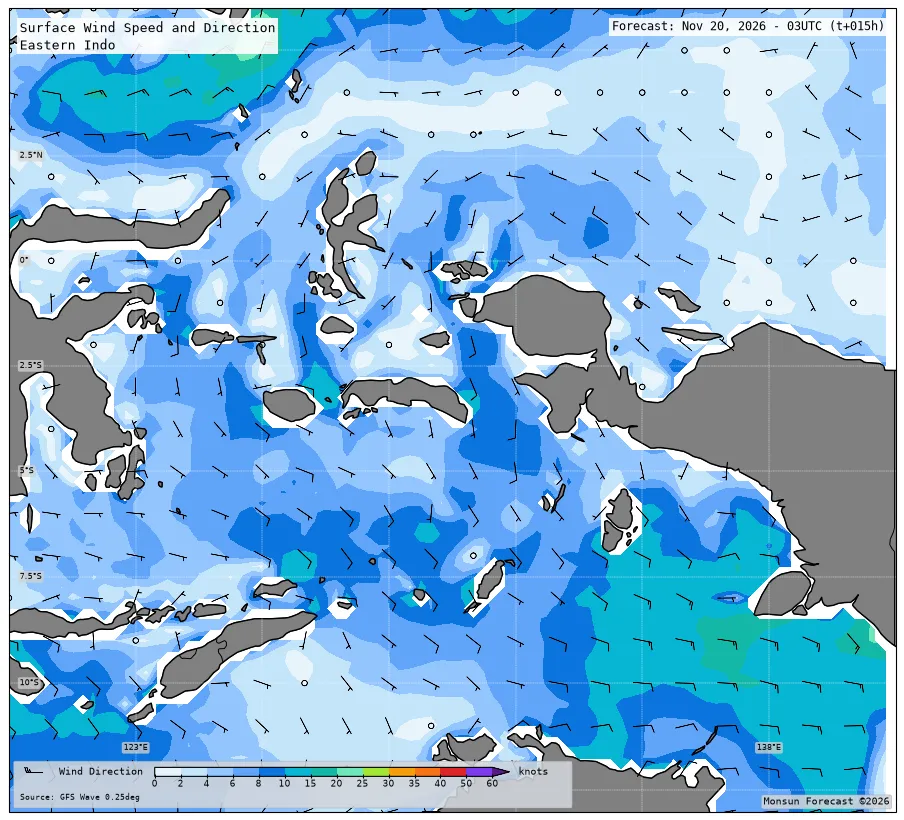 Surface Wind Speed and Direction
Eastern Indo
Forecast: Nov 20, 2026 - 03UTC (t+015h)
2.5°N
0°
2.5°S
5°S
7.5°S
10°S
123°E
138°E
Wind Direction
0 2 4 6 8 10 15 20 25 30 35 40 50 60
knots
Source: GFS Wave 0.25deg
Monsun Forecast ©2026